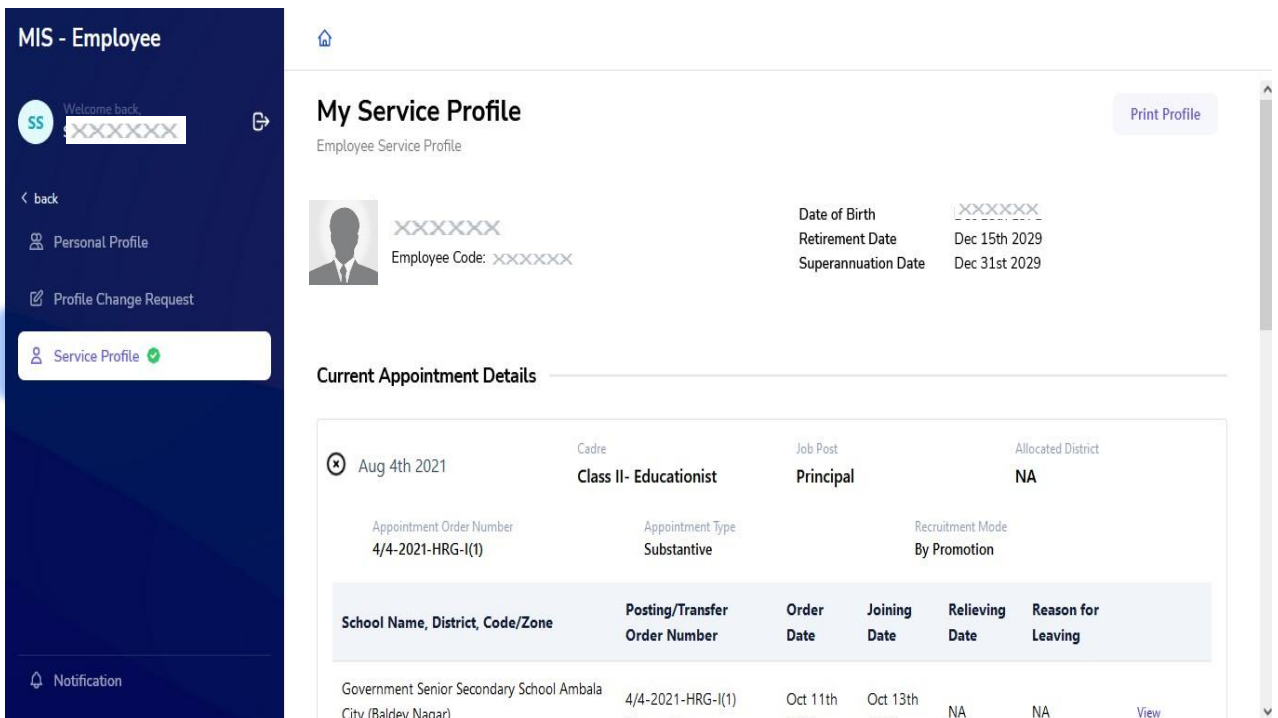 MIS - Employee
SS
Welcome back,
XXXXXX
< back
Personal Profile
Profile Change Request
Service Profile
Notification
My Service Profile
Print Profile
Employee Service Profile
XXXXXX
Employee Code: XXXXXX
Date of Birth XXXXXX
Retirement Date Dec 15th 2029
Superannuation Date Dec 31st 2029
Current Appointment Details
Aug 4th 2021
Cadre
Class II- Educationist
Job Post
Principal
Allocated District
NA
Appointment Order Number
4/4-2021-HRG-I(1)
Appointment Type
Substantive
Recruitment Mode
By Promotion
School Name, District, Code/Zone
Posting/Transfer
Order Number
Order
Date
Joining
Date
Relieving
Date
Reason for
Leaving
Government Senior Secondary School Ambala
City (Baldev Nagar)
4/4-2021-HRG-I(1)
Oct 11th
Oct 13th
NA
NA
View